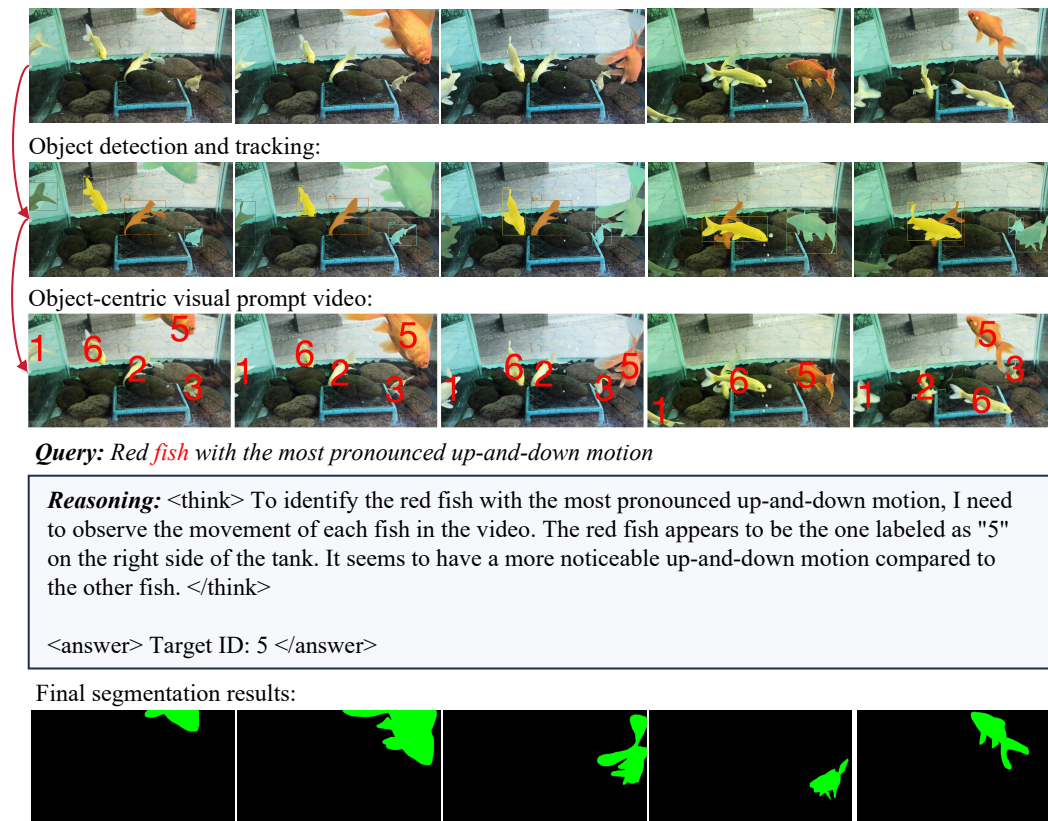 Object detection and tracking:
Object-centric visual prompt video:
1 6 2 5 3
1 6 2 5 3
1 6 2 3 5
1 6 5
1 2 6 5 3
Query: Red fish with the most pronounced up-and-down motion
Reasoning: <think> To identify the red fish with the most pronounced up-and-down motion, I need
to observe the movement of each fish in the video. The red fish appears to be the one labeled as "5"
on the right side of the tank. It seems to have a more noticeable up-and-down motion compared to
the other fish. </think>
<answer> Target ID: 5 </answer>
Final segmentation results: